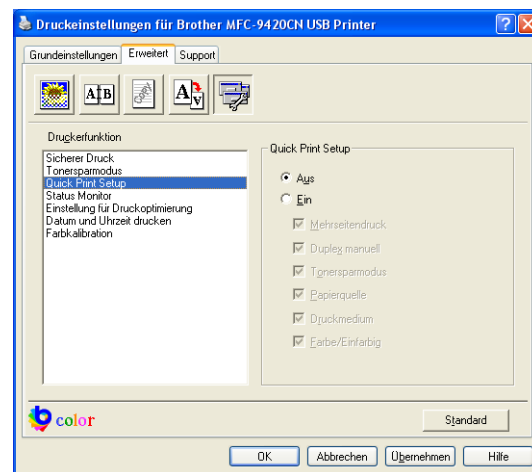 Druckeinstellungen für Brother MFC-9420CN USB Printer
Grundeinstellungen Erweitert Support
Druckerfunktion
Sicherer Druck
Tonersparmodus
Quick Print Setup
Status Monitor
Einstellung für Druckoptimierung
Datum und Uhrzeit drucken
Farbkalibration
Quick Print Setup
Aus
Ein
Mehrseitendruck
Duplex manuell
Tonersparmodus
Papierquelle
Druckmedium
Farbe/Einfarbig
color
Standard
OK Abbrechen Übernehmen Hilfe